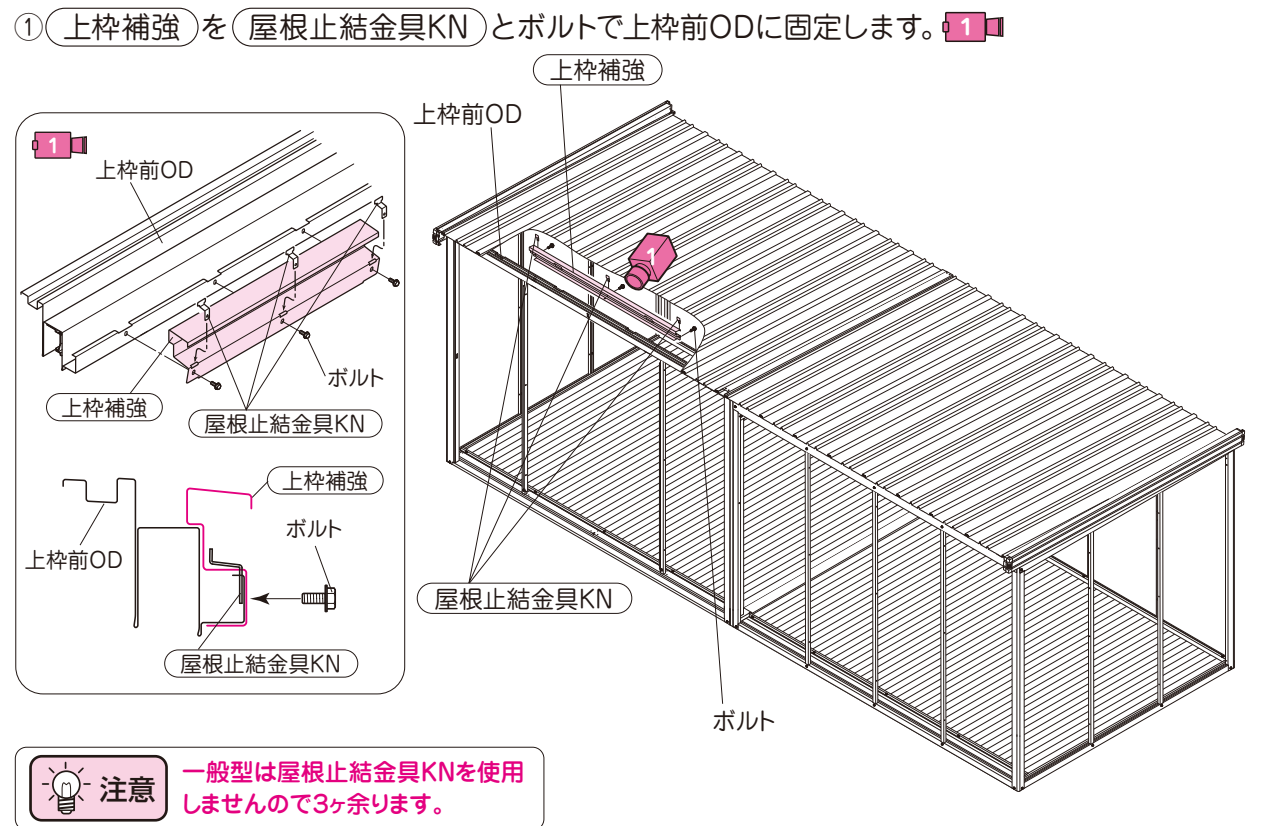 ①上枠補強を屋根止結金具KNとボルトで上枠前ODに固定します。1
上枠補強
上枠前OD
1
1
上枠前OD
ボルト
上枠補強
屋根止結金具KN
上枠補強
ボルト
上枠前OD
屋根止結金具KN
屋根止結金具KN
ボルト
注意
一般型は屋根止結金具KNを使用
しませんので3ヶ余ります。